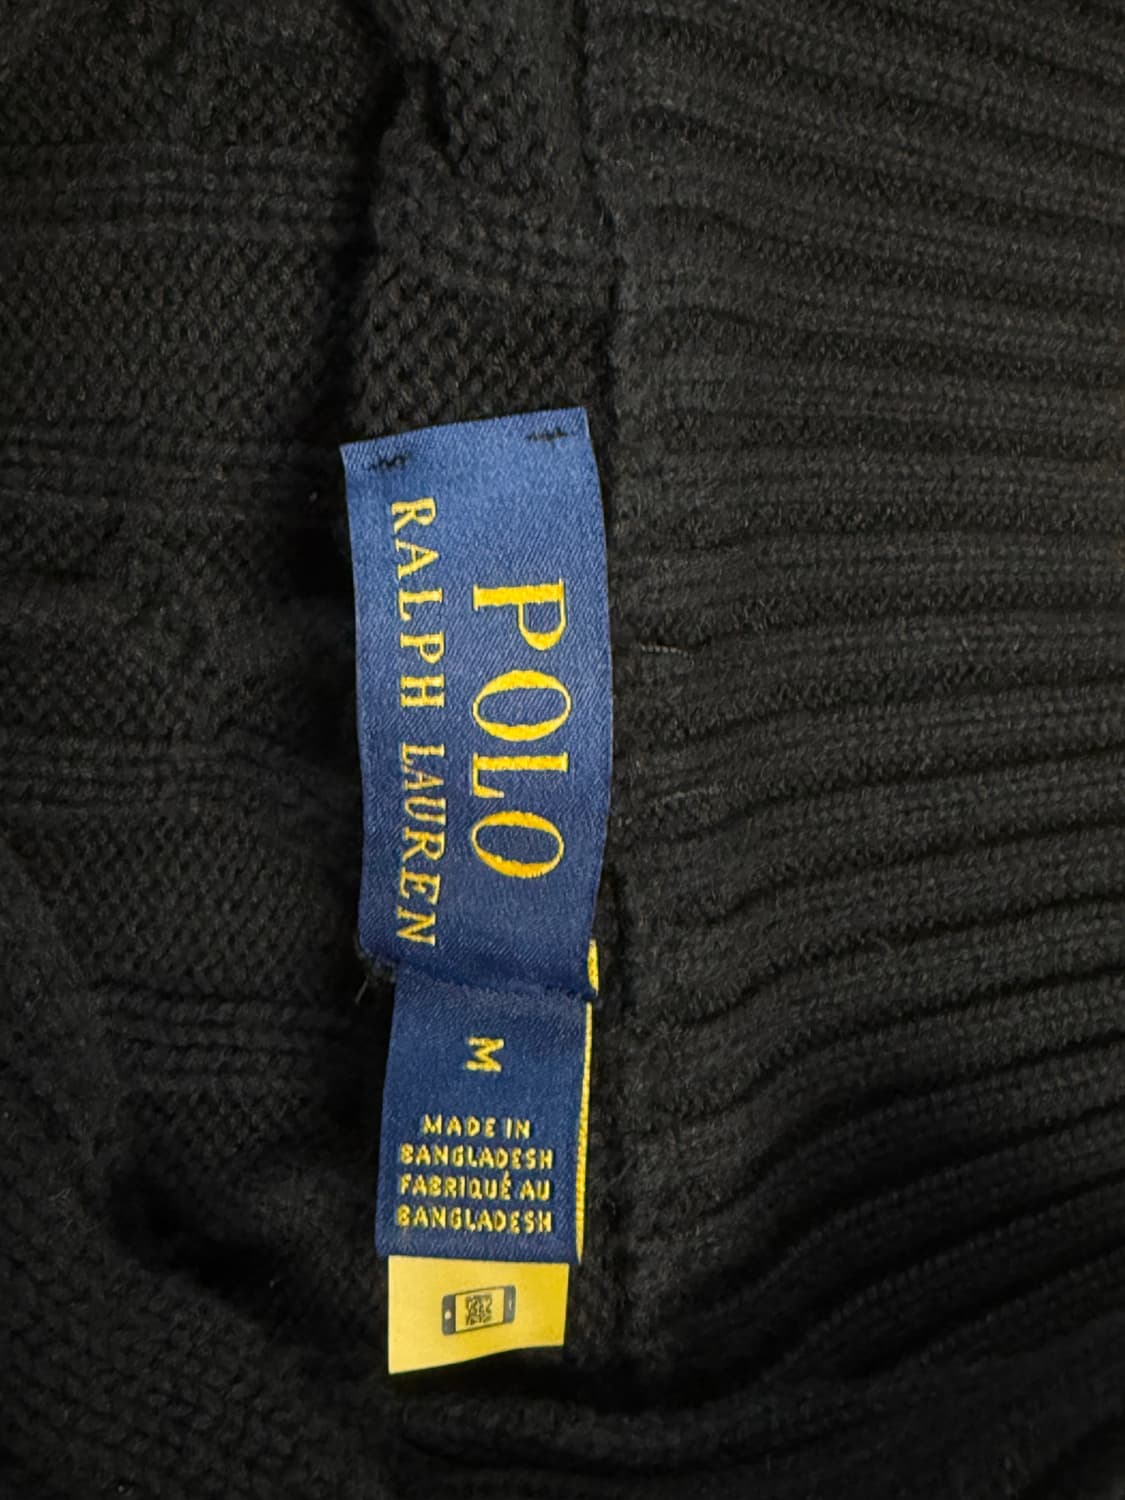 POLO
RALPH LAUREN
M
MADE IN
BANGLADESH
FABRIQUÉ AU
BANGLADESH